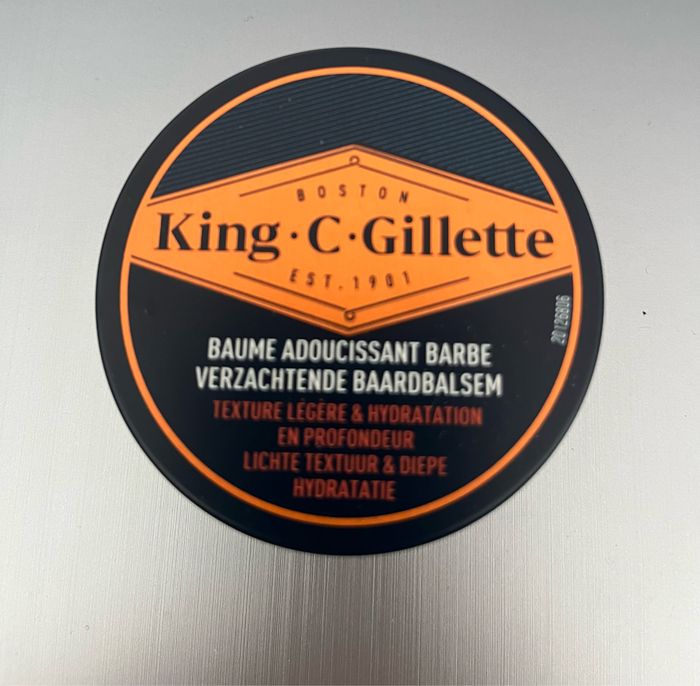 BOSTON
King·C·Gillette
EST. 1901
20126806
BAUME ADOUCISSANT BARBE
VERZACHTENDE BAARDBALSEM
TEXTURE LÉGÈRE & HYDRATATION
EN PROFONDEUR
LICHTE TEXTUUR & DIEPE
HYDRATATIE